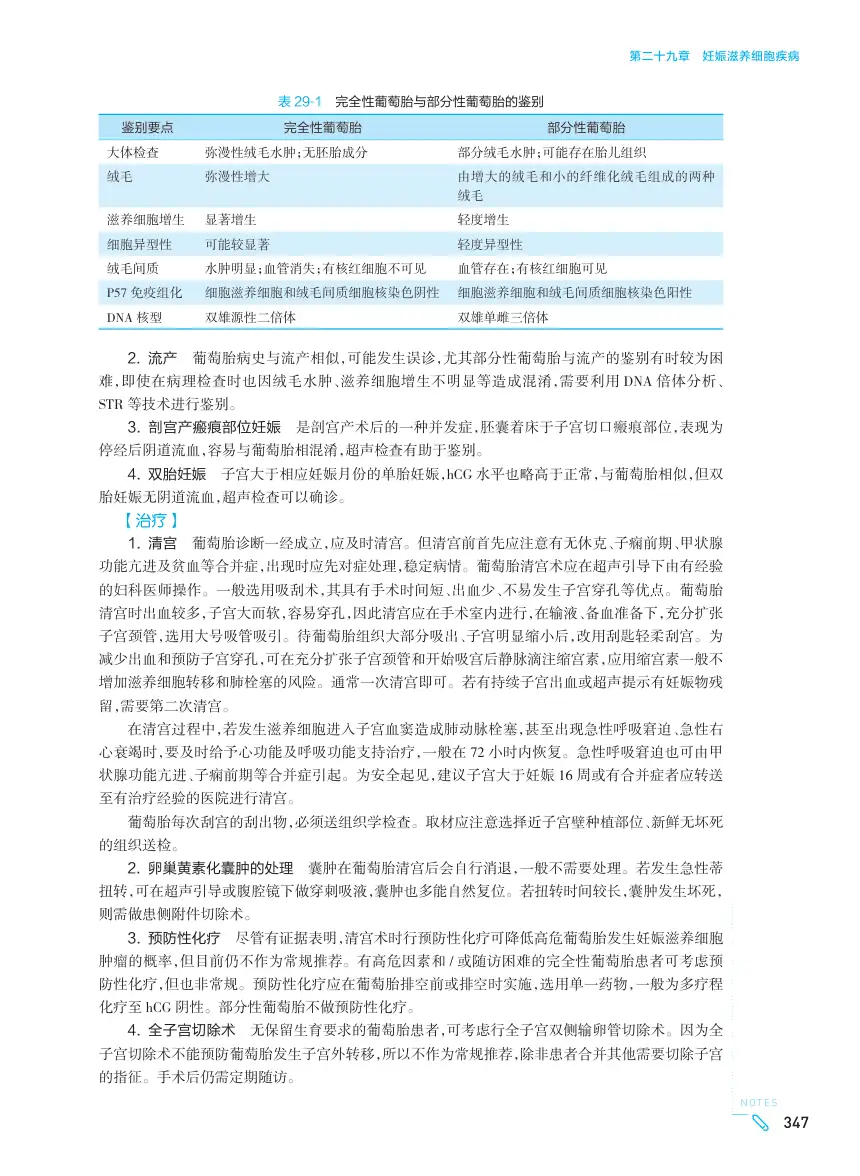 第二十九章 妊娠滋养细胞疾病
表 29-1 完全性葡萄胎与部分性葡萄胎的鉴别
鉴别要点 完全性葡萄胎 部分性葡萄胎
大体检查 弥漫性绒毛水肿;无胚胎成分 部分绒毛水肿;可能存在胎儿组织
绒毛 弥漫性增大 由增大的绒毛和小的纤维化绒毛组成的两种
绒毛
滋养细胞增生 显著增生 轻度增生
细胞异型性 可能较显著 轻度异型性
绒毛间质 水肿明显;血管消失;有核红细胞不可见 血管存在;有核红细胞可见
P57 免疫组化 细胞滋养细胞和绒毛间质细胞核染色阴性 细胞滋养细胞和绒毛间质细胞核染色阳性
DNA 核型 双雄源性二倍体 双雄单雌三倍体
2. 流产 葡萄胎病史与流产相似,可能发生误诊,尤其部分性葡萄胎与流产的鉴别有时较为困
难,即使在病理检查时也因绒毛水肿、滋养细胞增生不明显等造成混淆,需要利用 DNA 倍体分析、
STR 等技术进行鉴别。
3. 剖宫产瘢痕部位妊娠 是剖宫产术后的一种并发症,胚囊着床于子宫切口瘢痕部位,表现为
停经后阴道流血,容易与葡萄胎相混淆,超声检查有助于鉴别。
4. 双胎妊娠 子宫大于相应妊娠月份的单胎妊娠,hCG 水平也略高于正常,与葡萄胎相似,但双
胎妊娠无阴道流血,超声检查可以确诊。
【治疗】
1. 清宫 葡萄胎诊断一经成立,应及时清宫。但清宫前首先应注意有无休克、子痫前期、甲状腺
功能亢进及贫血等合并症,出现时应先对症处理,稳定病情。葡萄胎清宫术应在超声引导下由有经验
的妇科医师操作。一般选用吸刮术,其具有手术时间短、出血少、不易发生子宫穿孔等优点。葡萄胎
清宫时出血较多,子宫大而软,容易穿孔,因此清宫应在手术室内进行,在输液、备血准备下,充分扩张
子宫颈管,选用大号吸管吸引。待葡萄胎组织大部分吸出、子宫明显缩小后,改用刮匙轻柔刮宫。为
减少出血和预防子宫穿孔,可在充分扩张子宫颈管和开始吸宫后静脉滴注缩宫素,应用缩宫素一般不
增加滋养细胞转移和肺栓塞的风险。通常一次清宫即可。若有持续子宫出血或超声提示有妊娠物残
留,需要第二次清宫。
在清宫过程中,若发生滋养细胞进入子宫血窦造成肺动脉栓塞,甚至出现急性呼吸窘迫、急性右
心衰竭时,要及时给予心功能及呼吸功能支持治疗,一般在 72 小时内恢复。急性呼吸窘迫也可由甲
状腺功能亢进、子痫前期等合并症引起。为安全起见,建议子宫大于妊娠 16 周或有合并症者应转送
至有治疗经验的医院进行清宫。
葡萄胎每次刮宫的刮出物,必须送组织学检查。取材应注意选择近子宫壁种植部位、新鲜无坏死
的组织送检。
2. 卵巢黄素化囊肿的处理 囊肿在葡萄胎清宫后会自行消退,一般不需要处理。若发生急性蒂
扭转,可在超声引导或腹腔镜下做穿刺吸液,囊肿也多能自然复位。若扭转时间较长,囊肿发生坏死,
则需做患侧附件切除术。
3. 预防性化疗 尽管有证据表明,清宫术时行预防性化疗可降低高危葡萄胎发生妊娠滋养细胞
肿瘤的概率,但目前仍不作为常规推荐。有高危因素和 / 或随访困难的完全性葡萄胎患者可考虑预
防性化疗,但也非常规。预防性化疗应在葡萄胎排空前或排空时实施,选用单一药物,一般为多疗程
化疗至 hCG 阴性。部分性葡萄胎不做预防性化疗。
4. 全子宫切除术 无保留生育要求的葡萄胎患者,可考虑行全子宫双侧输卵管切除术。因为全
子宫切除术不能预防葡萄胎发生子宫外转移,所以不作为常规推荐,除非患者合并其他需要切除子宫
的指征。手术后仍需定期随访。
NOTES
347